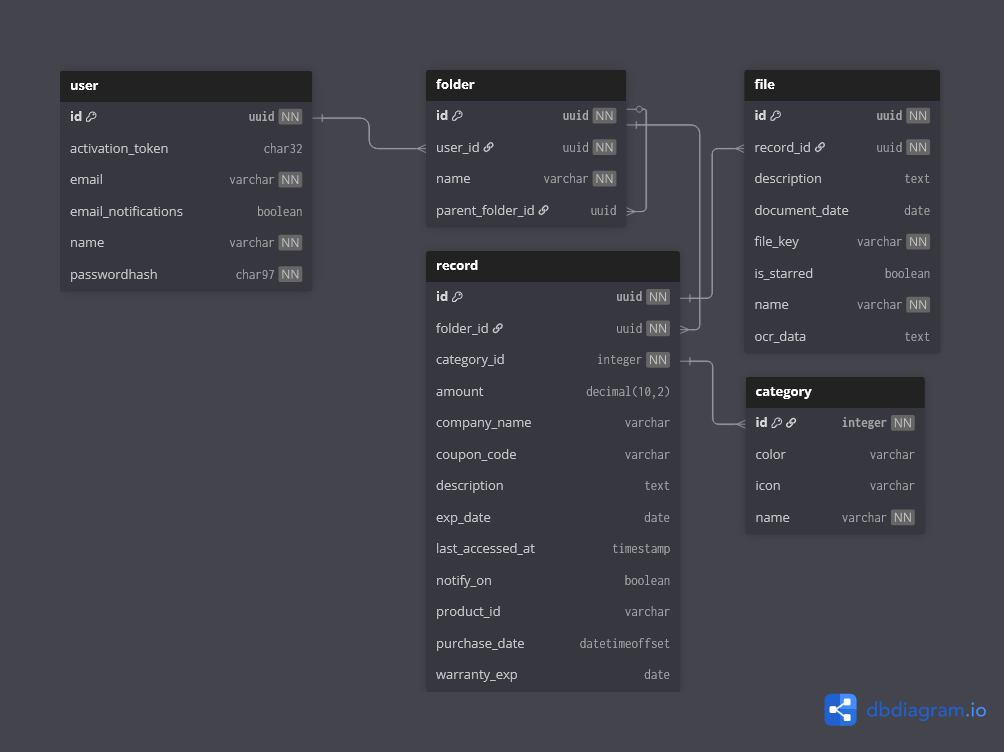 user
id uuid NN
activation_token char32
email varchar NN
email_notifications boolean
name varchar NN
passwordhash char97 NN
folder
id uuid NN
user_id uuid NN
name varchar NN
parent_folder_id uuid
record
id uuid NN
folder_id uuid NN
category_id integer NN
amount decimal(10,2)
company_name varchar
coupon_code varchar
description text
exp_date date
last_accessed_at timestamp
notify_on boolean
product_id varchar
purchase_date datetimeoffset
warranty_exp date
file
id uuid NN
record_id uuid NN
description text
document_date date
file_key varchar NN
is_starred boolean
name varchar NN
ocr_data text
category
id integer NN
color varchar
icon varchar
name varchar NN
dbdiagram.io